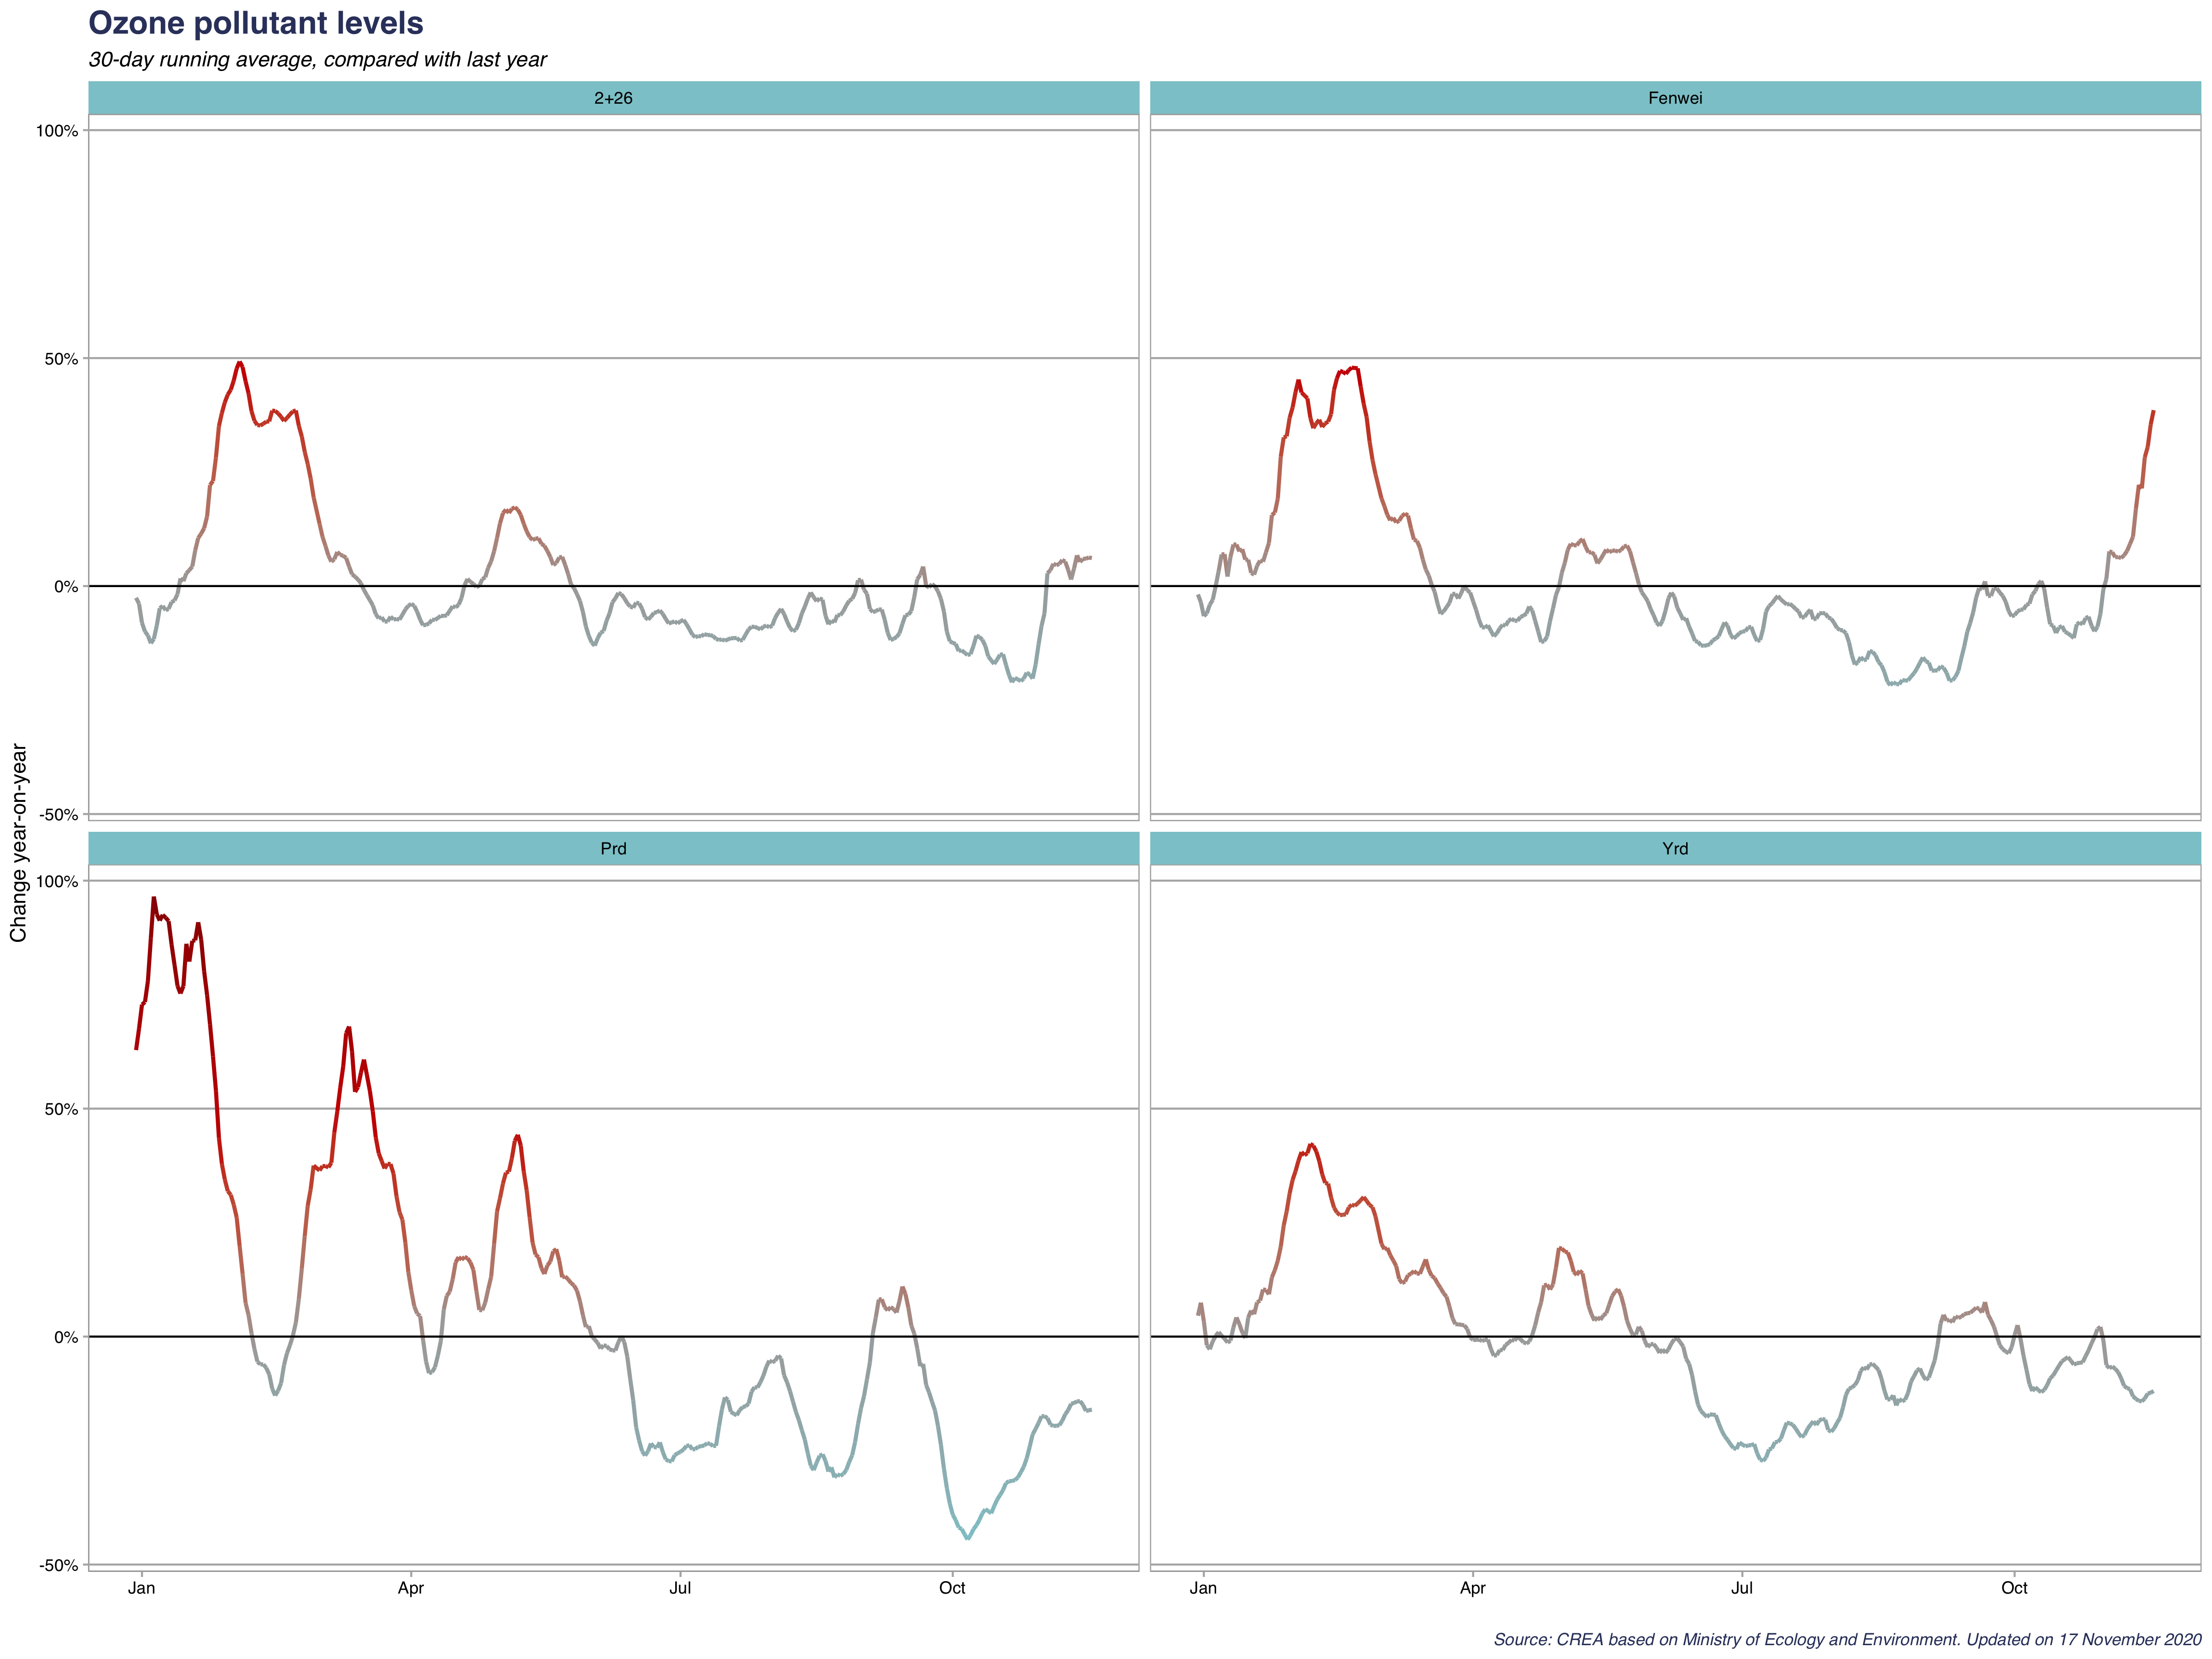 Ozone pollutant levels
30-day running average, compared with last year
2+26
Fenwei
100%
50%
0%
-50%
Change year-on-year
Prd
Yrd
100%
50%
0%
-50%
Jan Apr Jul Oct
Jan Apr Jul Oct
Source: CREA based on Ministry of Ecology and Environment. Updated on 17 November 2020